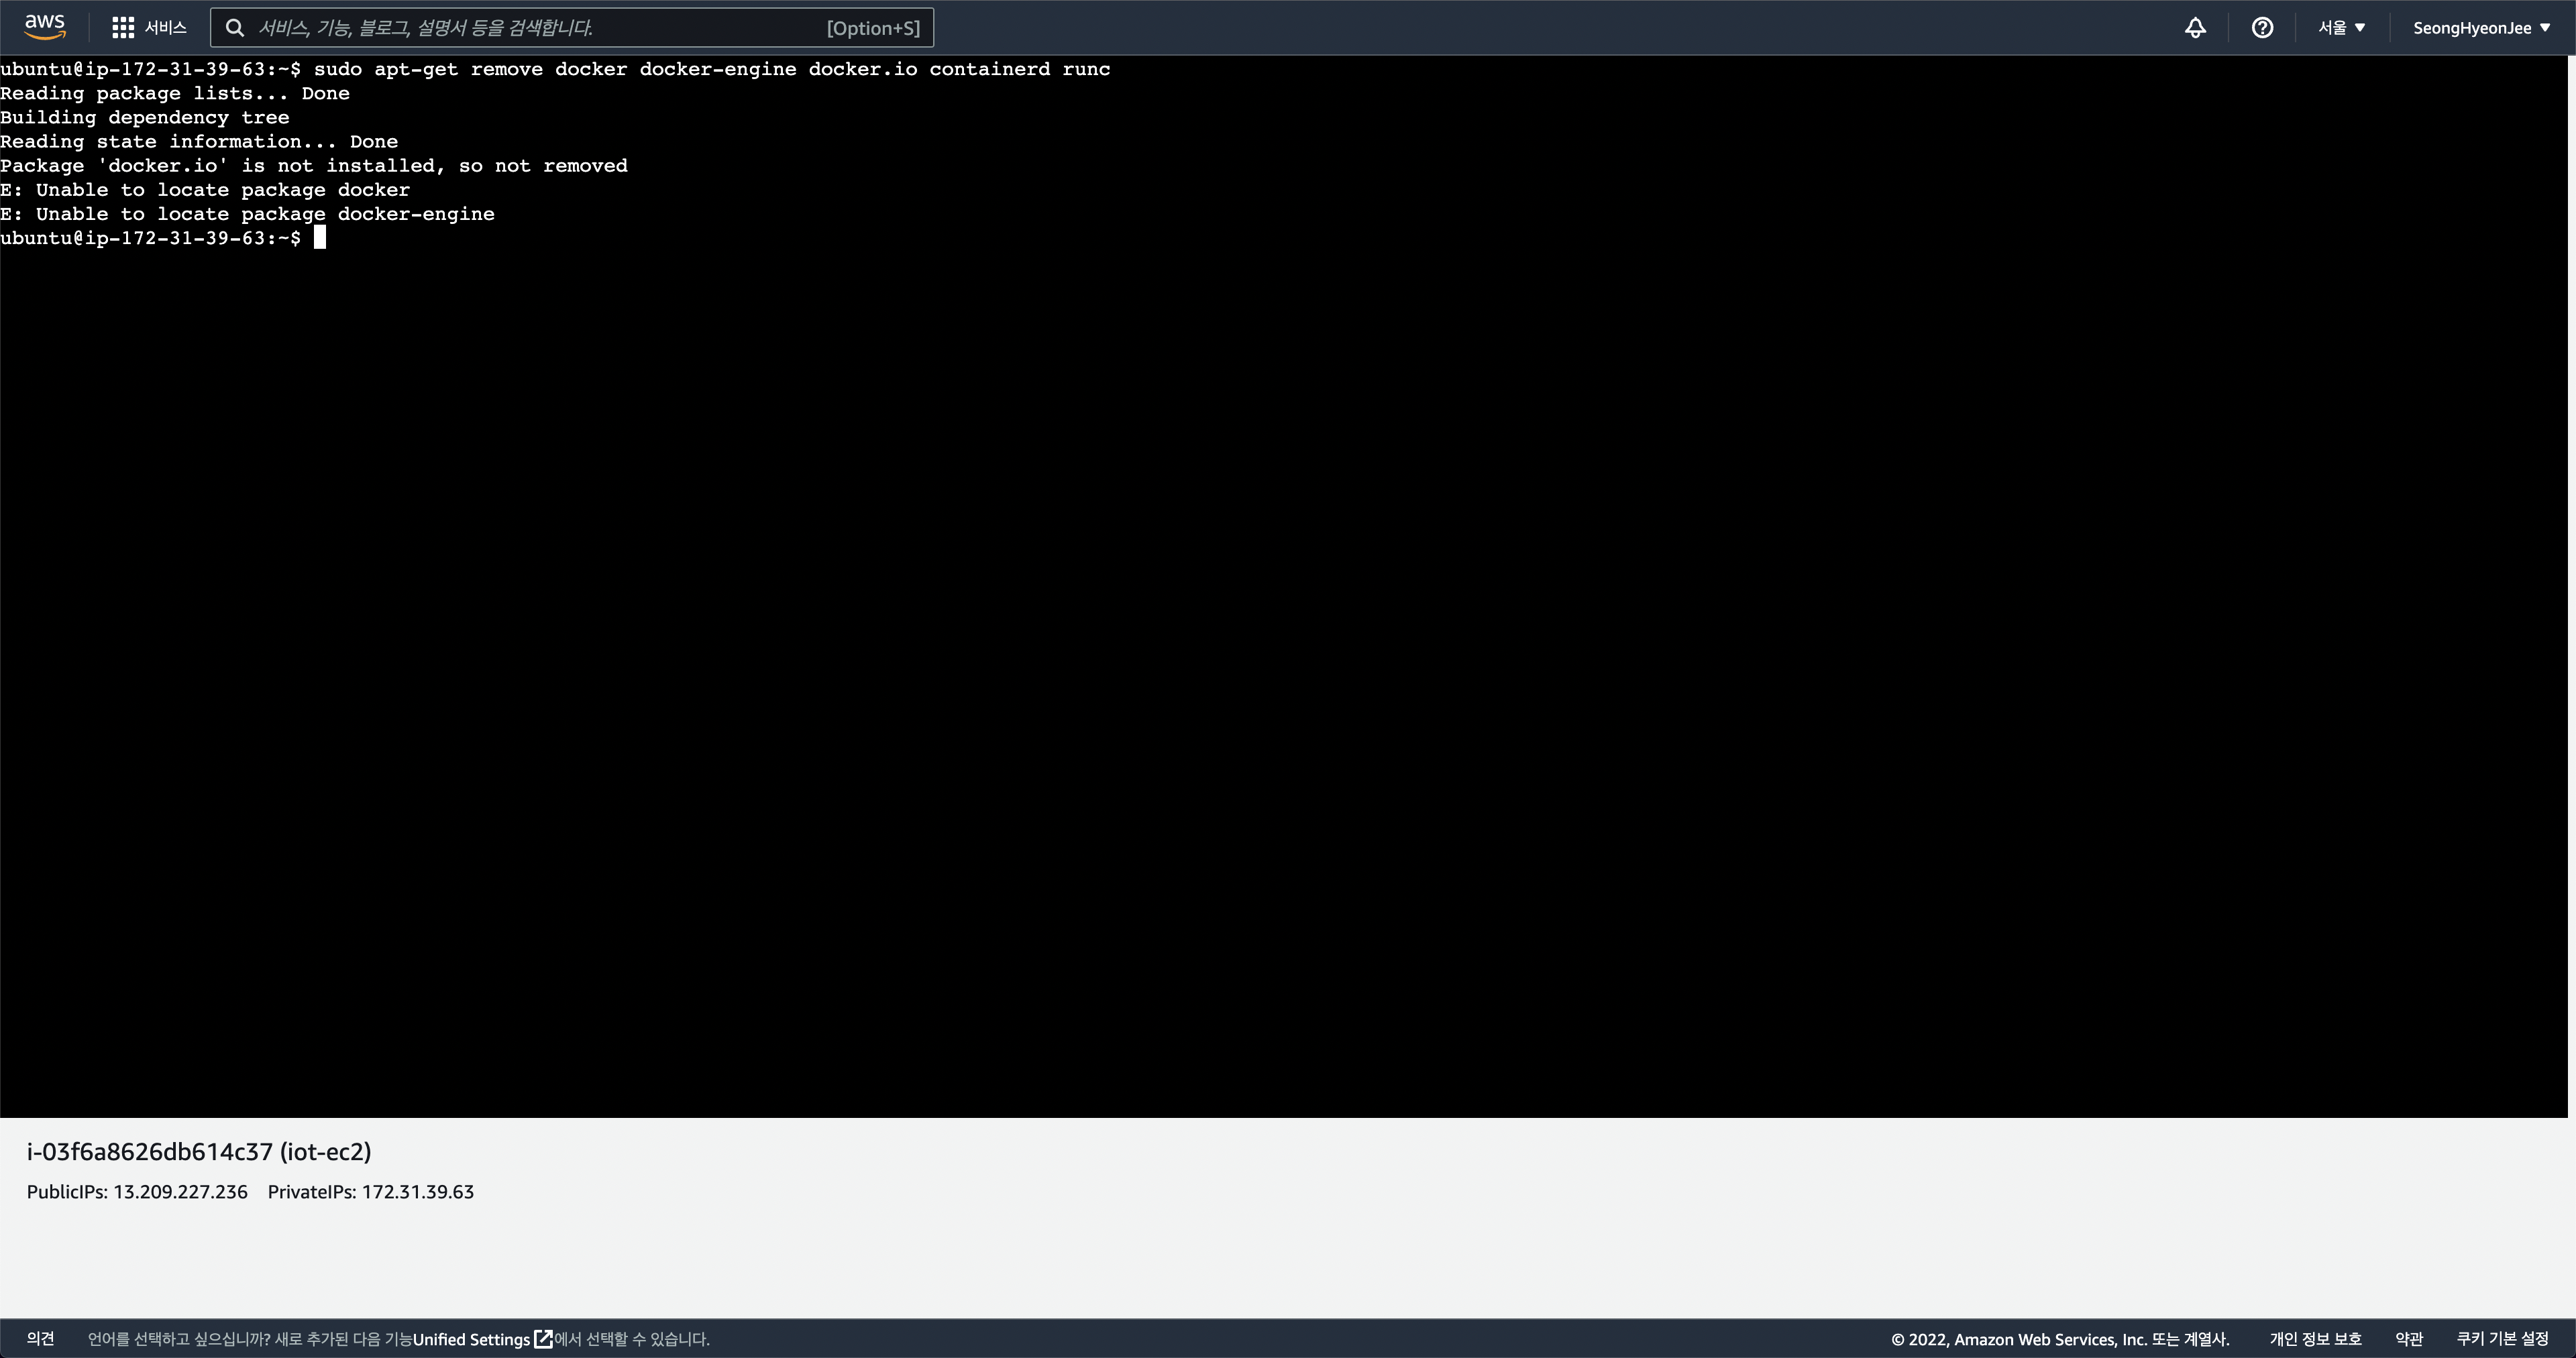 aws 서비스 서비스, 기능, 블로그, 설명서 등을 검색합니다. [Option+S] 서울 SeongHyeonJee
ubuntu@ip-172-31-39-63:~$ sudo apt-get remove docker docker-engine docker.io containerd runc
Reading package lists... Done
Building dependency tree
Reading state information... Done
Package 'docker.io' is not installed, so not removed
E: Unable to locate package docker
E: Unable to locate package docker-engine
ubuntu@ip-172-31-39-63:~$
i-03f6a8626db614c37 (iot-ec2)
PublicIPs: 13.209.227.236 PrivateIPs: 172.31.39.63
의견 언어를 선택하고 싶으십니까? 새로 추가된 다음 기능Unified Settings에서 선택할 수 있습니다. © 2022, Amazon Web Services, Inc. 또는 계열사. 개인 정보 보호 약관 쿠키 기본 설정